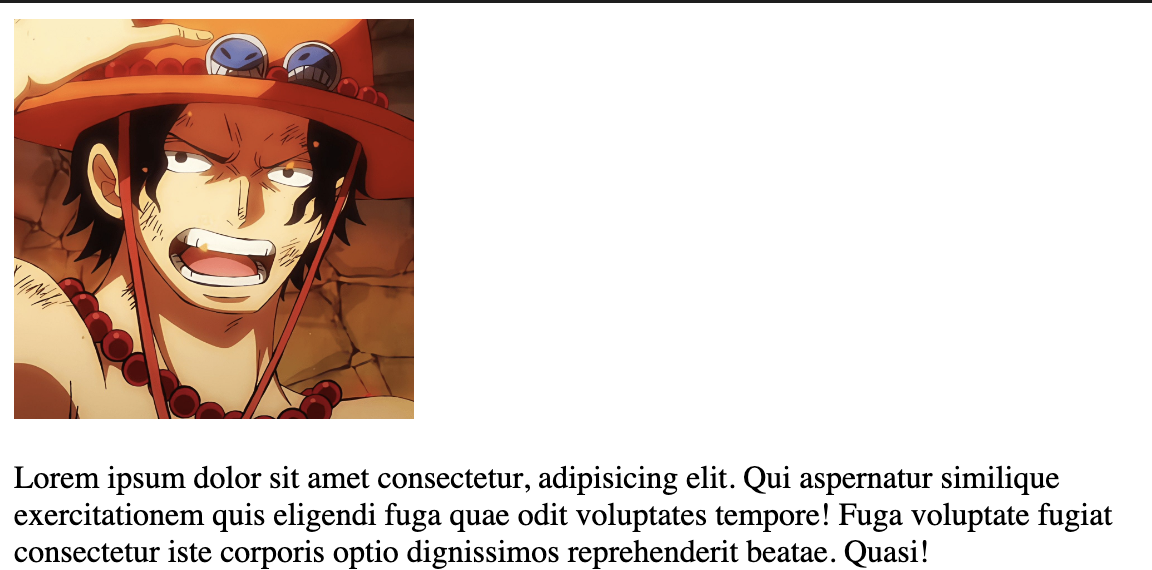 Lorem ipsum dolor sit amet consectetur, adipisicing elit. Qui aspernatur similique
exercitationem quis eligendi fuga quae odit voluptates tempore! Fuga voluptate fugiat
consectetur iste corporis optio dignissimos reprehenderit beatae. Quasi!